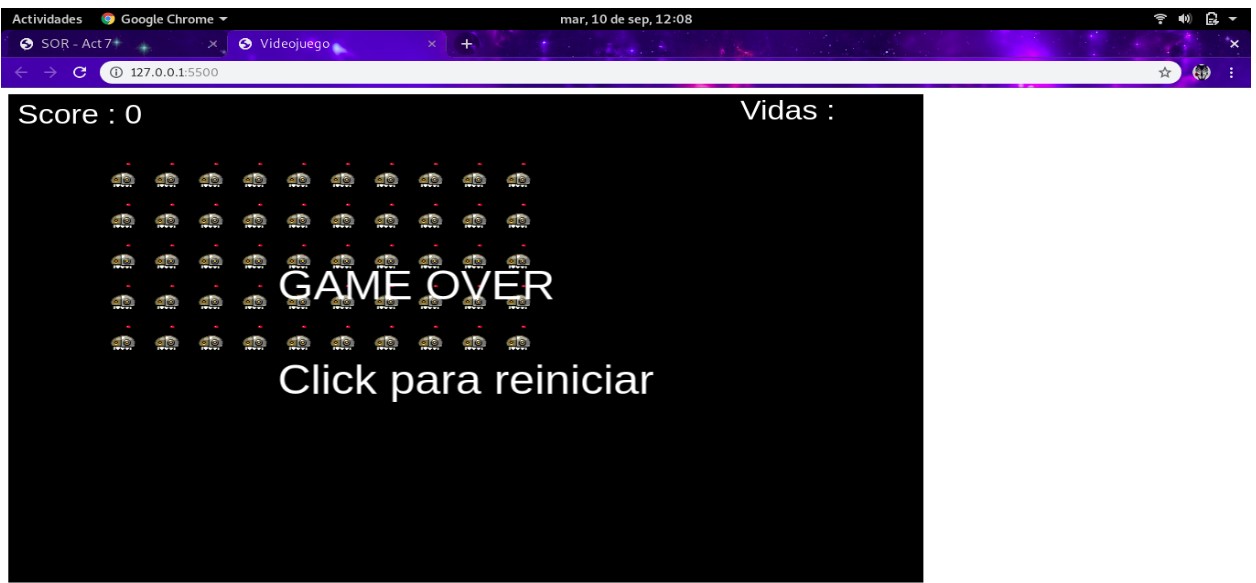 Actividades Google Chrome mar, 10 de sep, 12:08
SOR - Act 7 Videojuego
127.0.0.1:5500
Score : 0 Vidas :
GAME OVER
Click para reiniciar